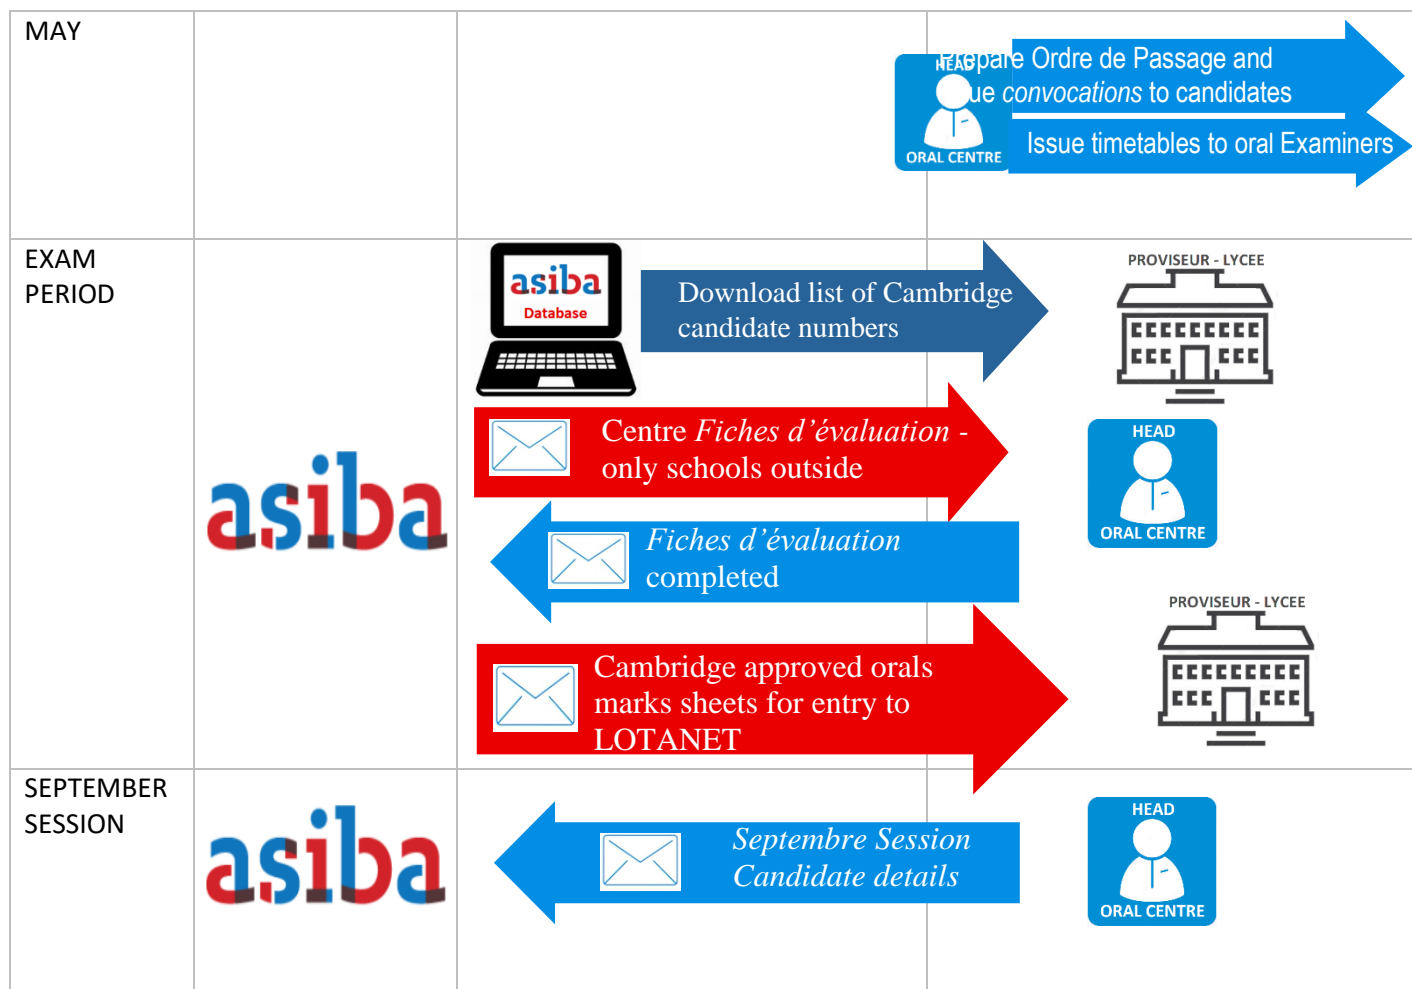 MAY
Prepare Ordre de Passage and
HEAD
ue convocations to candidates
Issue timetables to oral Examiners
ORAL CENTRE
EXAM
PERIOD
asiba
Database
Download list of Cambridge
candidate numbers
PROVISEUR - LYCEE
asiba
Centre Fiches d’évaluation -
only schools outside
HEAD
ORAL CENTRE
Fiches d’évaluation
completed
Cambridge approved orals
marks sheets for entry to
LOTANET
PROVISEUR - LYCEE
SEPTEMBER
SESSION
asiba
Septembre Session
Candidate details
HEAD
ORAL CENTRE